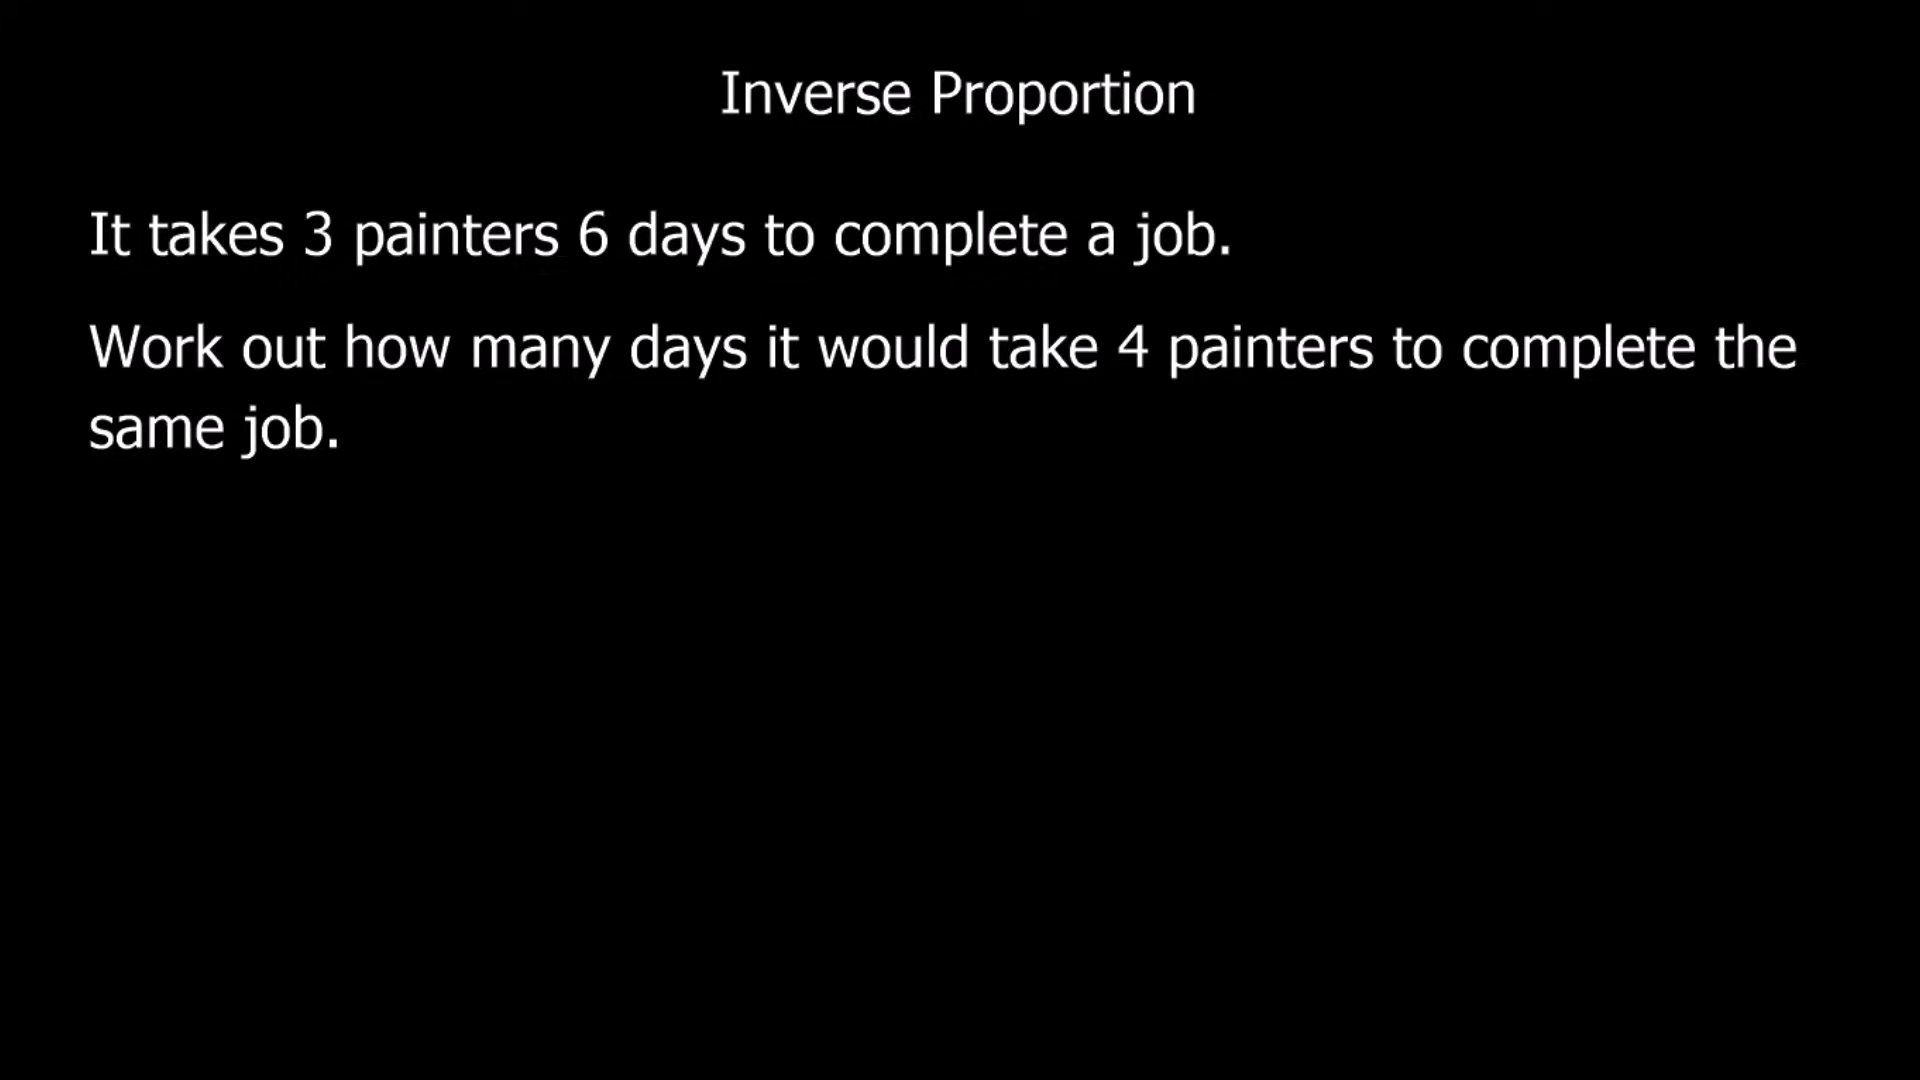 Inverse Proportion
It takes 3 painters 6 days to complete a job.
Work out how many days it would take 4 painters to complete the
same job.